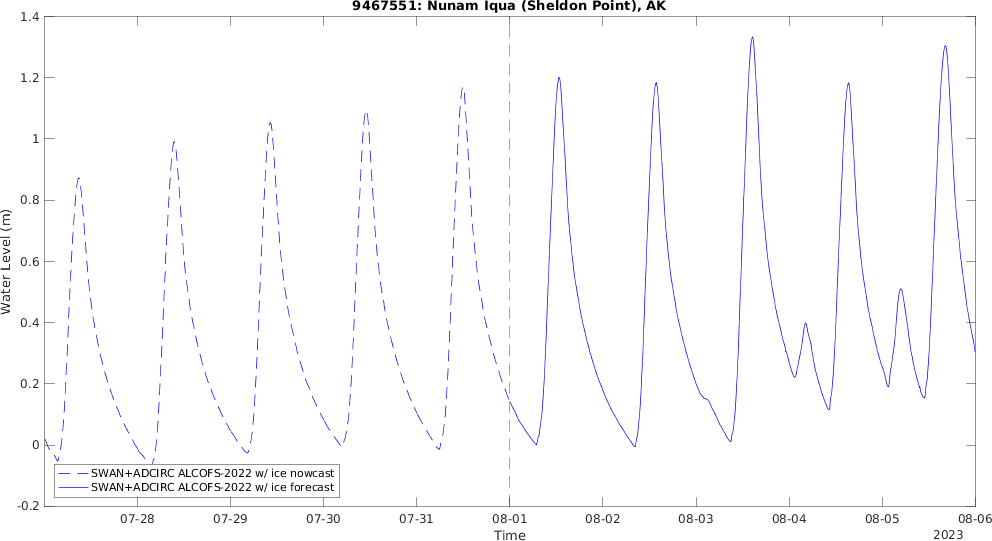 9467551: Nunam Iqua (Sheldon Point), AK
1.4
1.2
1
0.8
0.6
0.4
0.2
0
-0.2
Water Level (m)
SWAN+ADCIRC ALCOFS-2022 w/ ice nowcast
SWAN+ADCIRC ALCOFS-2022 w/ ice forecast
07-28 07-29 07-30 07-31 08-01 08-02 08-03 08-04 08-05 08-06
Time
2023